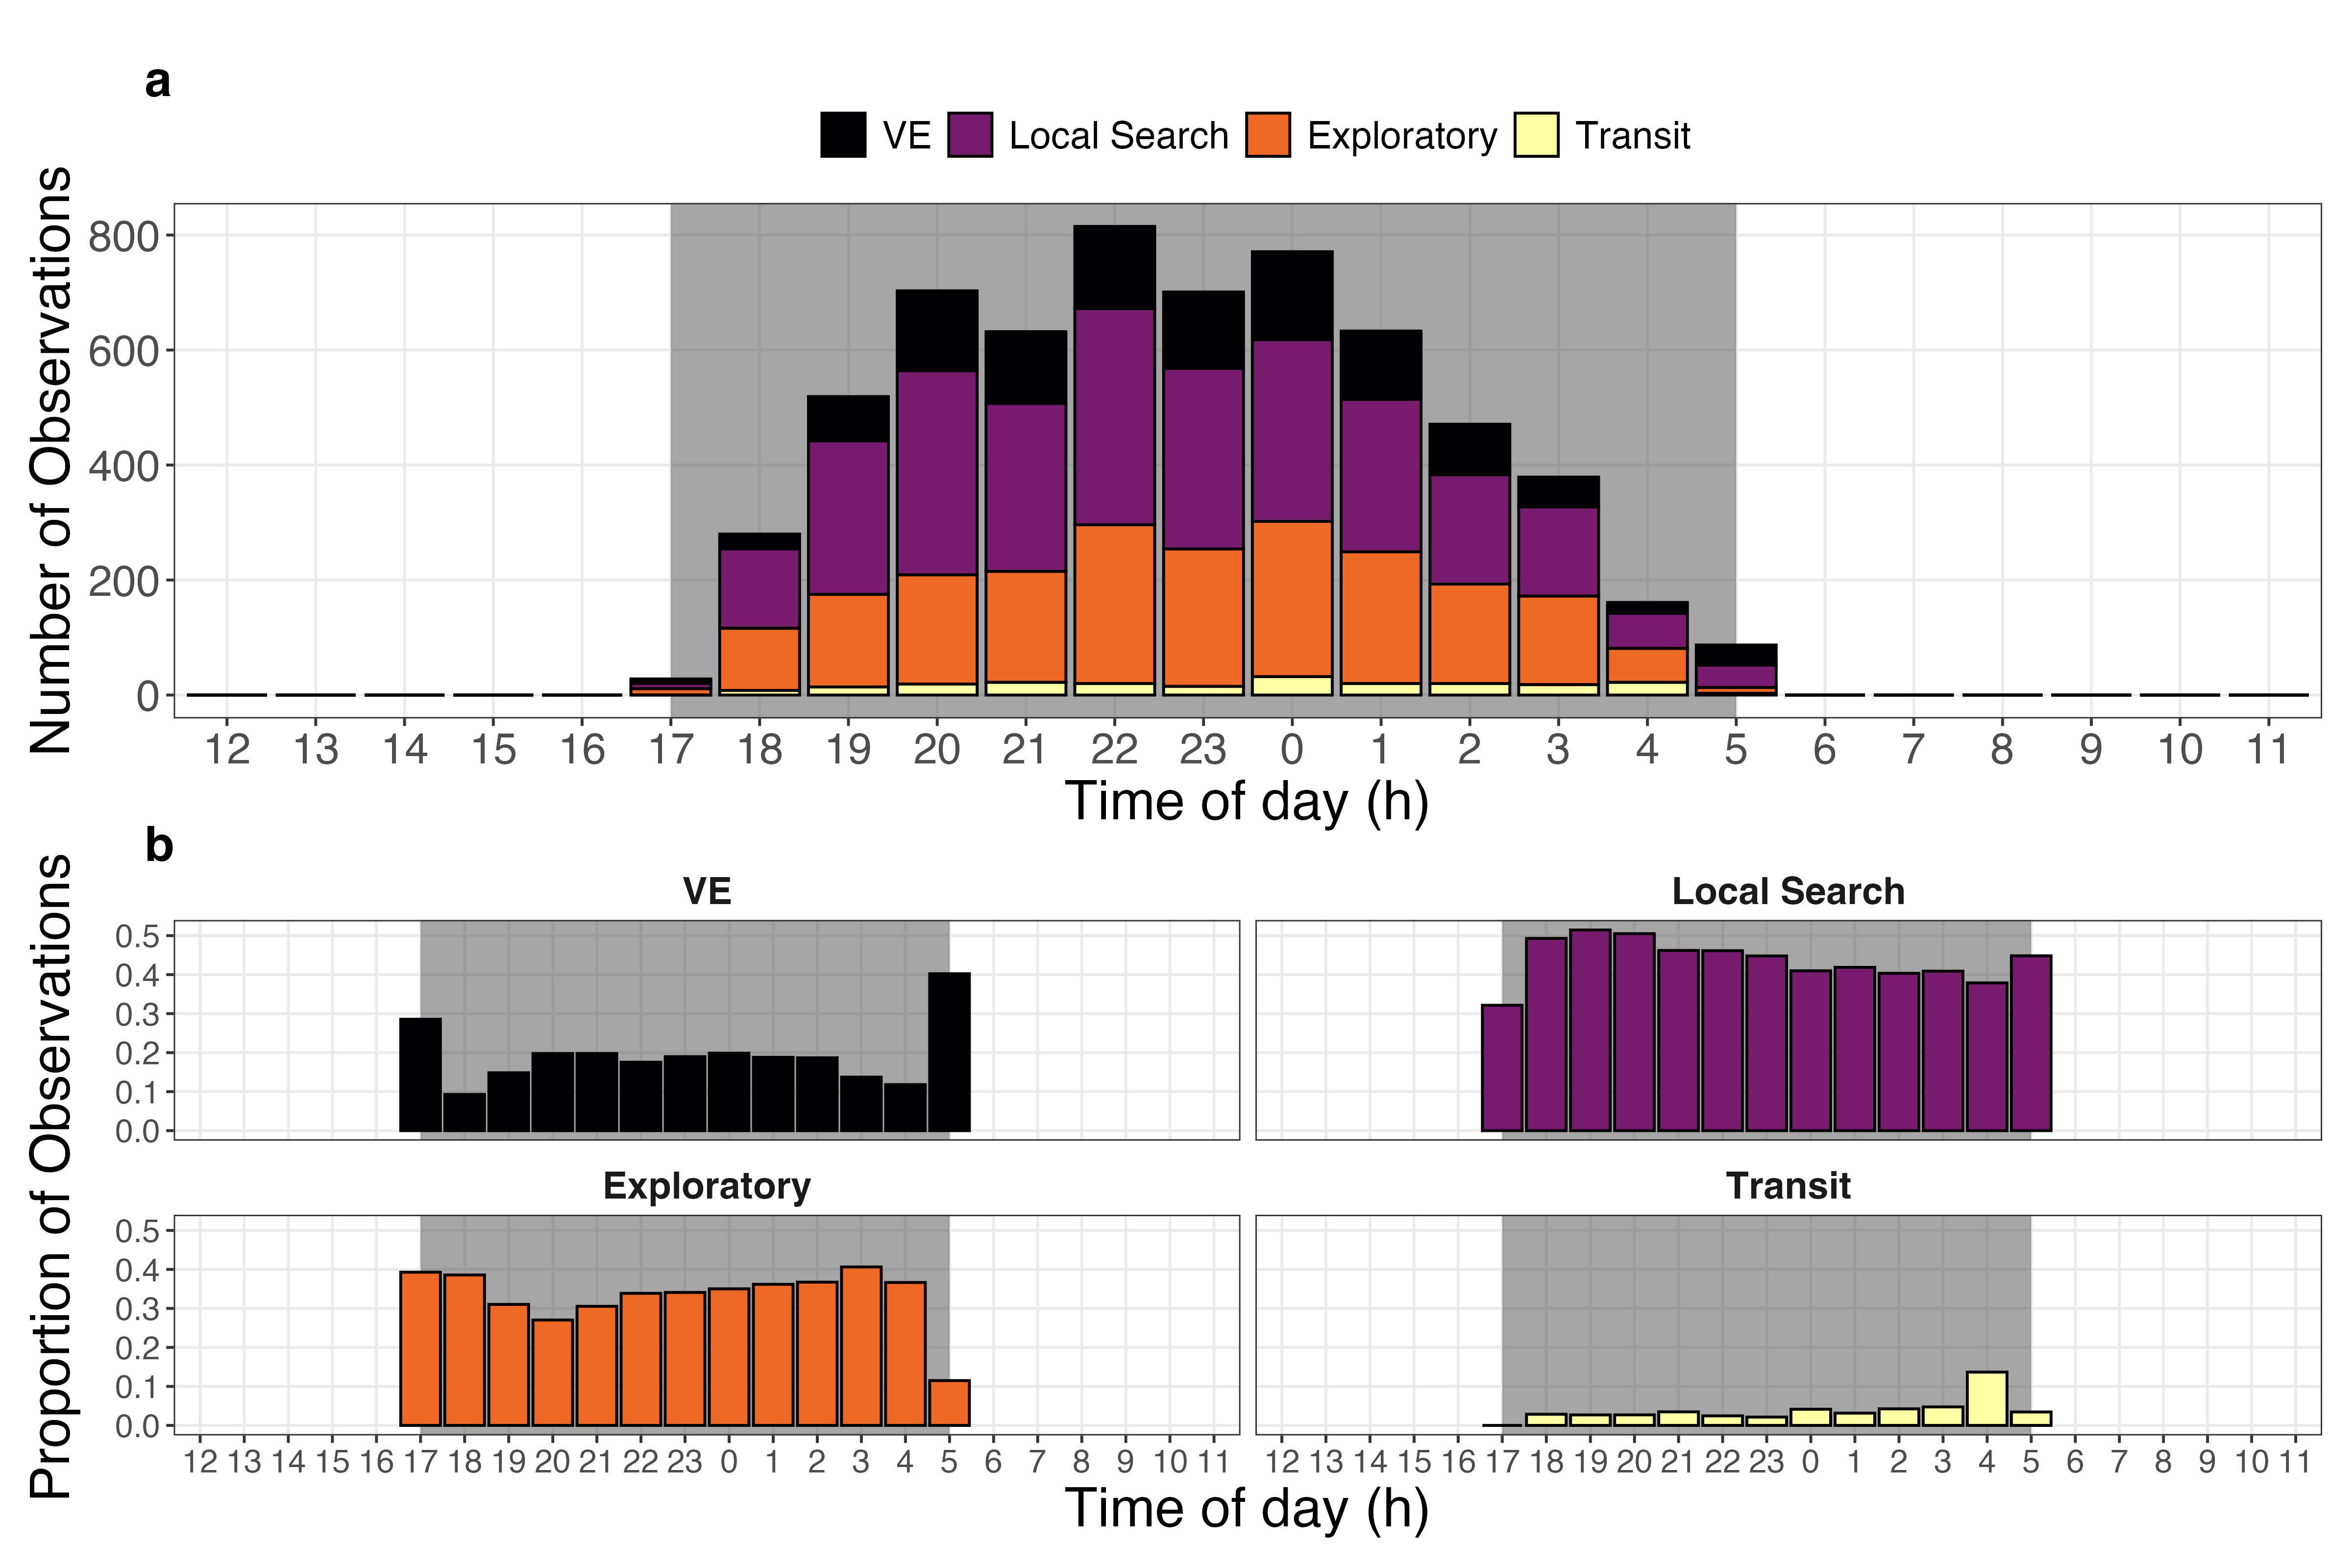 a
VE Local Search Exploratory Transit
Number of Observations
800
600
400
200
0
12 13 14 15 16 17 18 19 20 21 22 23 0 1 2 3 4 5 6 7 8 9 10 11
Time of day (h)
b
Proportion of Observations
VE Local Search
0.5
0.4
0.3
0.2
0.1
0.0
Exploratory Transit
0.5
0.4
0.3
0.2
0.1
0.0
12 13 14 15 16 17 18 19 20 21 22 23 0 1 2 3 4 5 6 7 8 9 10 11 12 13 14 15 16 17 18 19 20 21 22 23 0 1 2 3 4 5 6 7 8 9 10 11
Time of day (h)